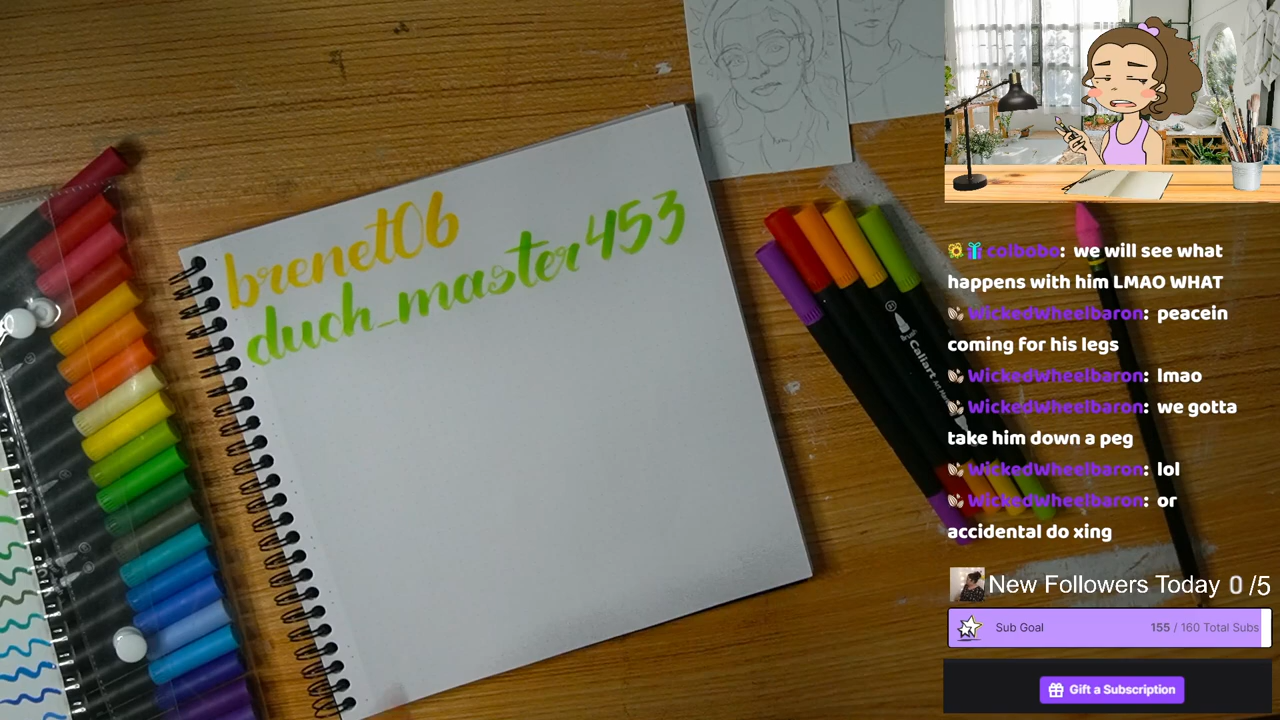 brenet06
duch_master453
Caliart
colbobo: we will see what
happens with him LMAO WHAT
WickedWheelbaron: peacein
coming for his legs
WickedWheelbaron: lmao
WickedWheelbaron: we gotta
take him down a peg
WickedWheelbaron: lol
WickedWheelbaron: or
accidental do xing
New Followers Today 0 /5
Sub Goal 155 / 160 Total Subs
Gift a Subscription